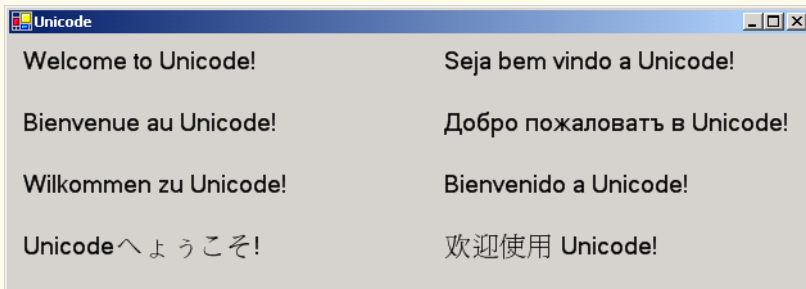 Unicode
Welcome to Unicode!
Seja bem vindo a Unicode!
Bienvenue au Unicode!
Добро пожаловатъ в Unicode!
Wilkommen zu Unicode!
Bienvenido a Unicode!
Unicodeへょぅこそ!
欢迎使用 Unicode!